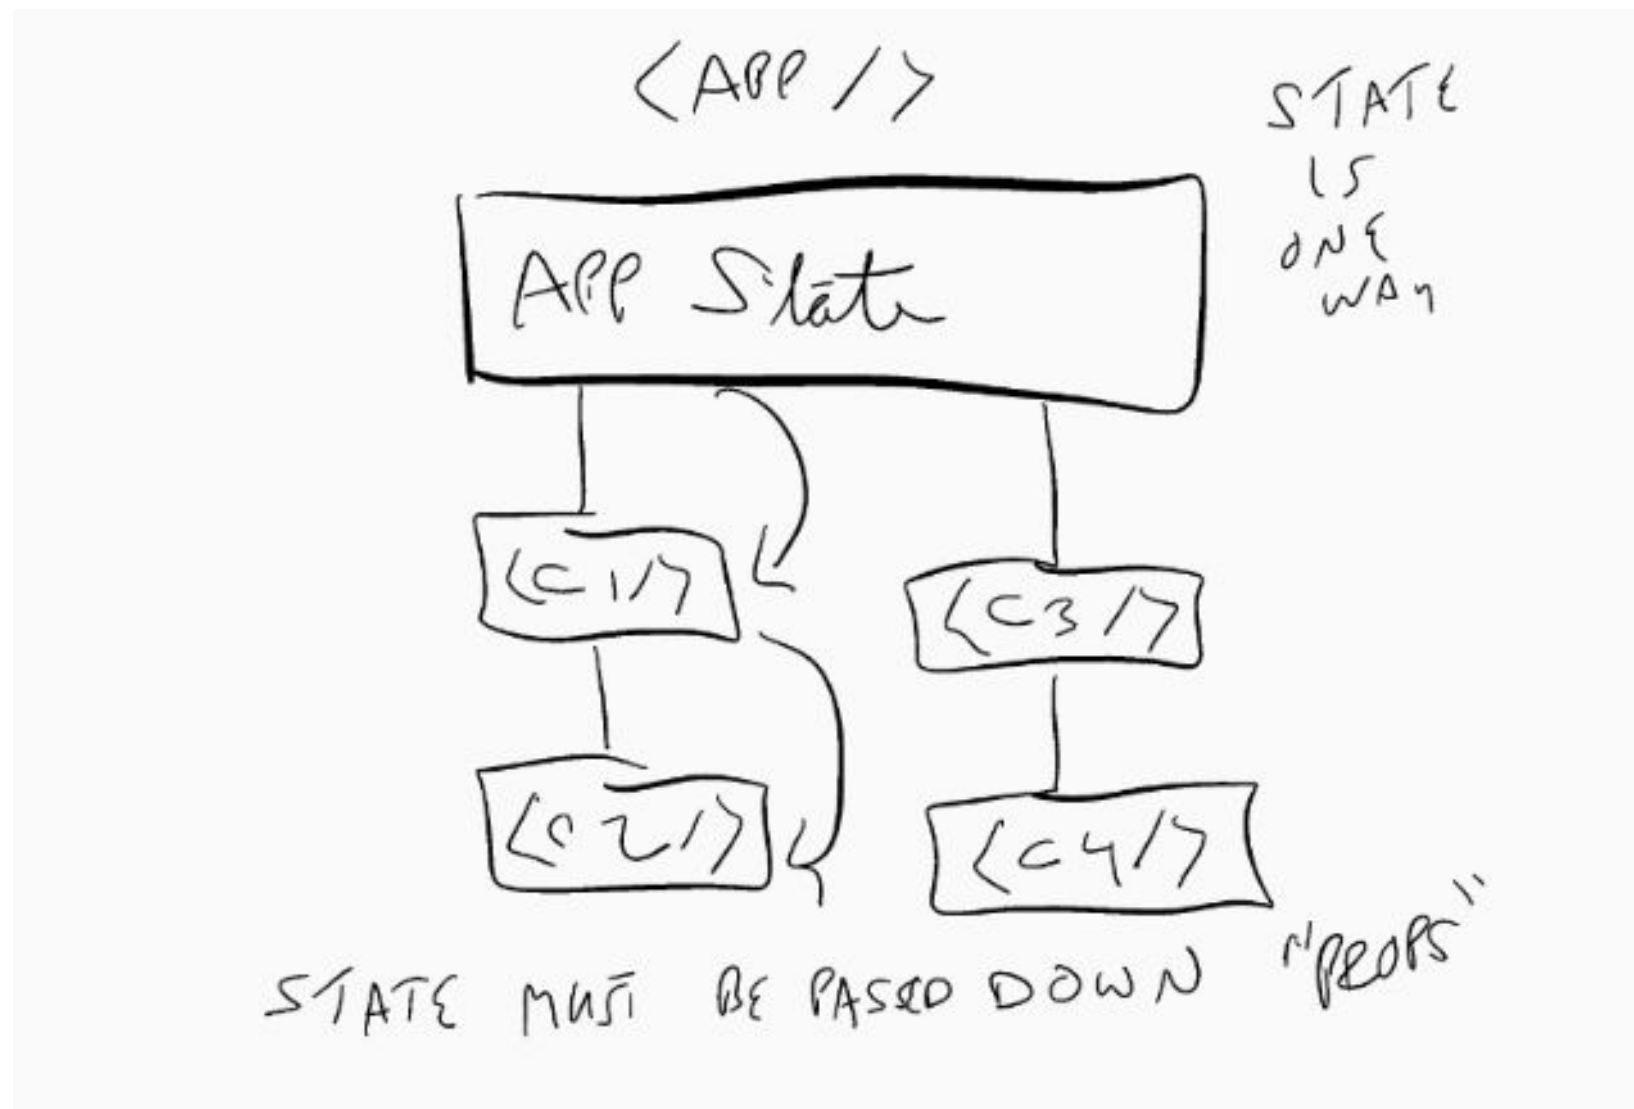 <APP/>
STATE
IS
ONE
WAY
APP State
<C1/>
<C3/>
<C2/>
<C4/>
STATE MUST BE PASSED DOWN "PROPS"